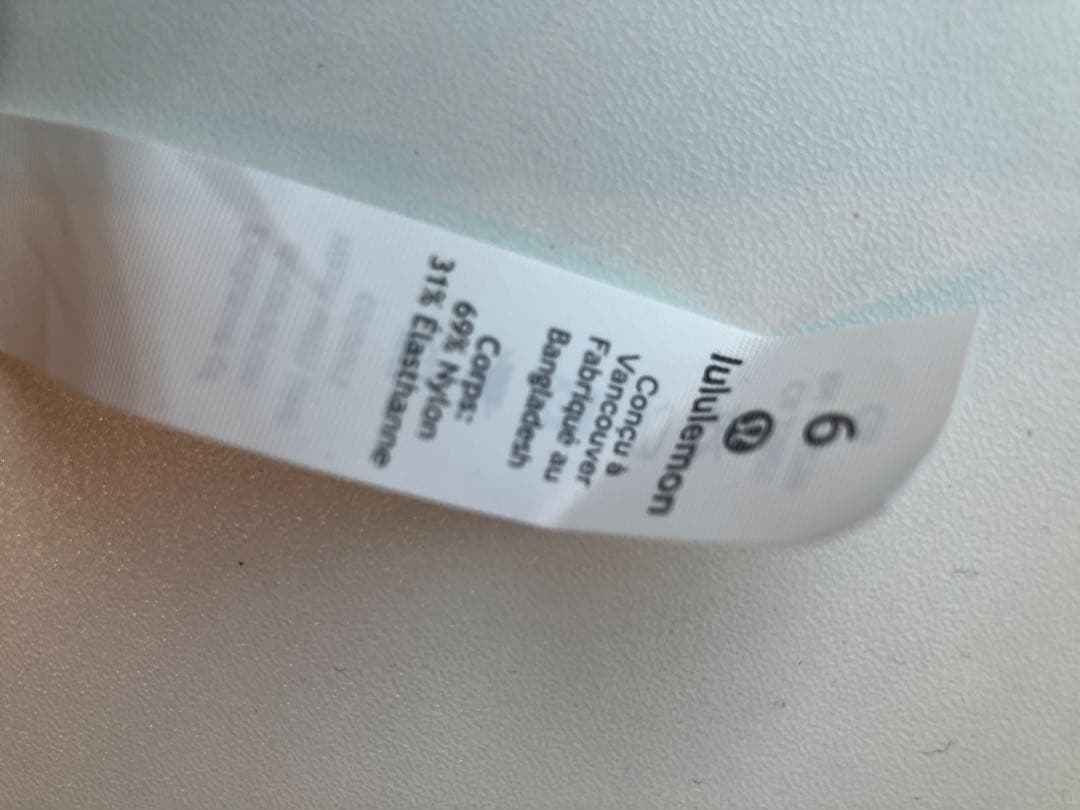 6
lululemon
Conçu à
Vancouver
Fabriqué au
Bangladesh
Corps:
69% Nylon
31% Élasthanne